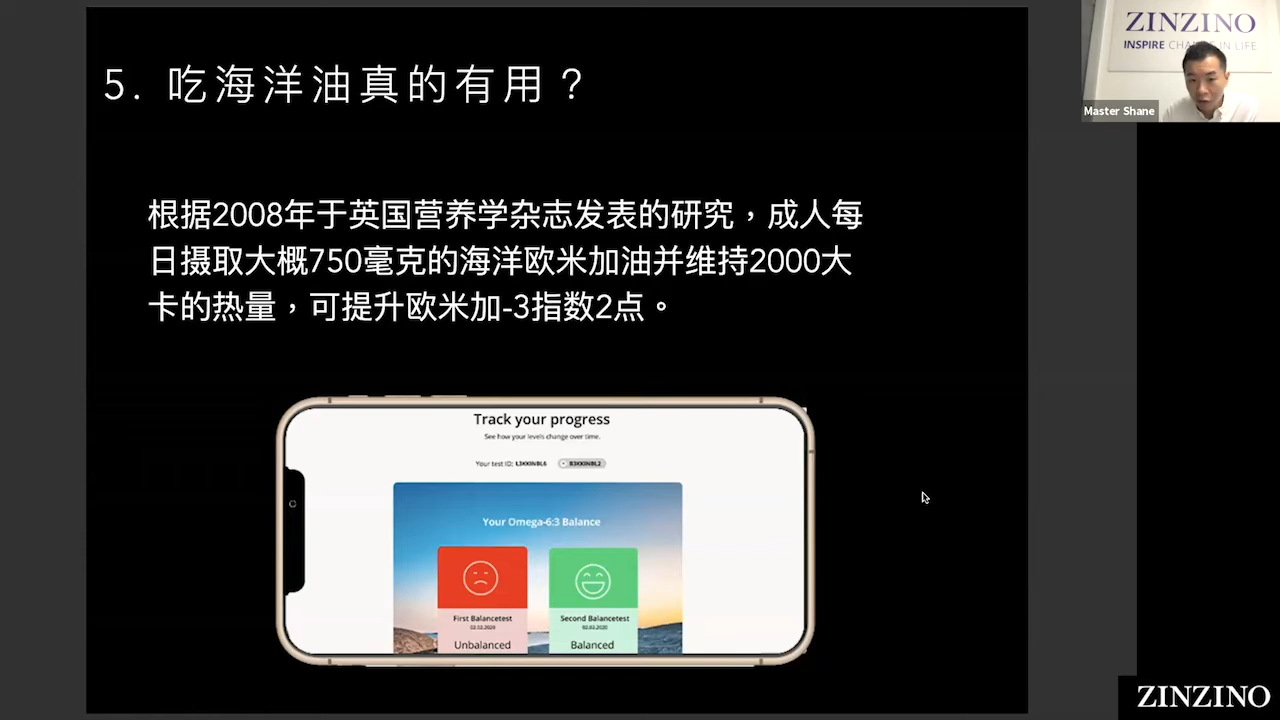 5. 吃海洋油真的有用？
根据2008年于英国营养学杂志发表的研究，成人每
日摄取大概750毫克的海洋欧米加油并维持2000大
卡的热量，可提升欧米加-3指数2点。
Track your progress
See how your levels change over time.
Your test ID:
Your Omega-6:3 Balance
First Balancetest
Second Balancetest
Unbalanced
Balanced
ZINZINO
INSPIRE CHANGE IN LIFE
Master Shane
ZINZINO